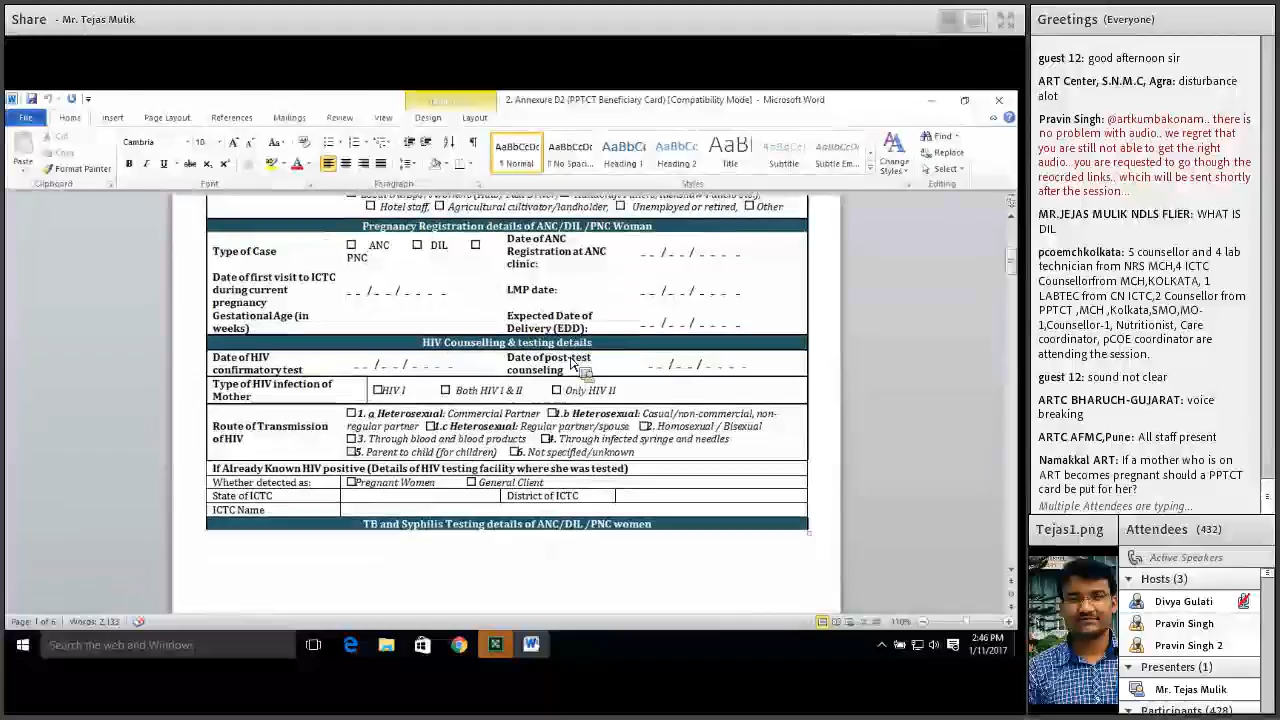 Share - Mr. Tejas Mulik
2. Annexure D2 (PPTCT Beneficiary Card) [Compatibility Mode] - Microsoft Word
File Home Insert Page Layout References Mailings Review View Design Layout
Cut
Copy
Format Painter
Paste
Cambria 10
AaBbCcDc AaBbCcDc AaBbCc AaBbCc AaBl AaBbCc AaBbCcDc
¶ Normal ¶ No Spaci... Heading 1 Heading 2 Title Subtitle Subtle Em...
Change Styles
Find
Replace
Select
Clipboard Font Paragraph Styles Editing
Hotel staff, Agricultural cultivator/landholder, Unemployed or retired, Other
Pregnancy Registration details of ANC/DIL /PNC Woman
Type of Case ANC DIL PNC
Date of ANC Registration at ANC clinic: _ _ /_ _/_ _ _ _
Date of first visit to ICTC during current pregnancy _ _ /_ _/_ _ _ _
LMP date: _ _ /_ _/_ _ _ _
Gestational Age (in weeks)
Expected Date of Delivery (EDD): _ _ /_ _/_ _ _ _
HIV Counselling & testing details
Date of HIV confirmatory test _ _ /_ _/_ _ _ _
Date of post-test counseling _ _ /_ _/_ _ _ _
Type of HIV infection of Mother HIV I Both HIV I & II Only HIV II
Route of Transmission of HIV
1. a Heterosexual: Commercial Partner 1.b Heterosexual: Casual/non-commercial, non-
regular partner 1.c Heterosexual: Regular partner/spouse 2. Homosexual / Bisexual
3. Through blood and blood products 4. Through infected syringe and needles
5. Parent to child (for children) 6. Not specified/unknown
If Already Known HIV positive (Details of HIV testing facility where she was tested)
Whether detected as: Pregnant Women General Client
State of ICTC District of ICTC
ICTC Name
TB and Syphilis Testing details of ANC/DIL /PNC women
Page: 1 of 6 Words: 2,133 110%
Search the web and Windows
2:46 PM
1/11/2017
Greetings (Everyone)
guest 12: good afternoon sir
ART Center, S.N.M.C, Agra: disturbance
alot
Pravin Singh: @artkumbakonam.. there is
no problem with audio.. we regret that
you are still not able to get the right
audio.. you are requested to go though the
reocrded links.. whcih will be sent shortly
after the session...
MR.JEJAS MULIK NDLS FLIER: WHAT IS
DIL
pcoemchkolkata: 5 counsellor and 4 lab
technician from NRS MCH,4 ICTC
Counsellorfrom MCH,KOLKATA, 1
LABTEC from CN ICTC,2 Counsellor from
PPTCT ,MCH ,Kolkata,SMO,MO-
1,Counsellor-1, Nutritionist, Care
coordinator, pCOE coordinator are
attending the session.
guest 12: sound not clear
ARTC BHARUCH-GUJARAT: voice
breaking
ARTC AFMC,Pune: All staff present
Namakkal ART: If a mother who is on
ART becomes pregnant should a PPTCT
card be put for her?
Multiple Attendees are typing...
Tejas1.png
Attendees (432)
Active Speakers
Hosts (3)
Divya Gulati
Pravin Singh
Pravin Singh 2
Presenters (1)
Mr. Tejas Mulik
Participants (428)